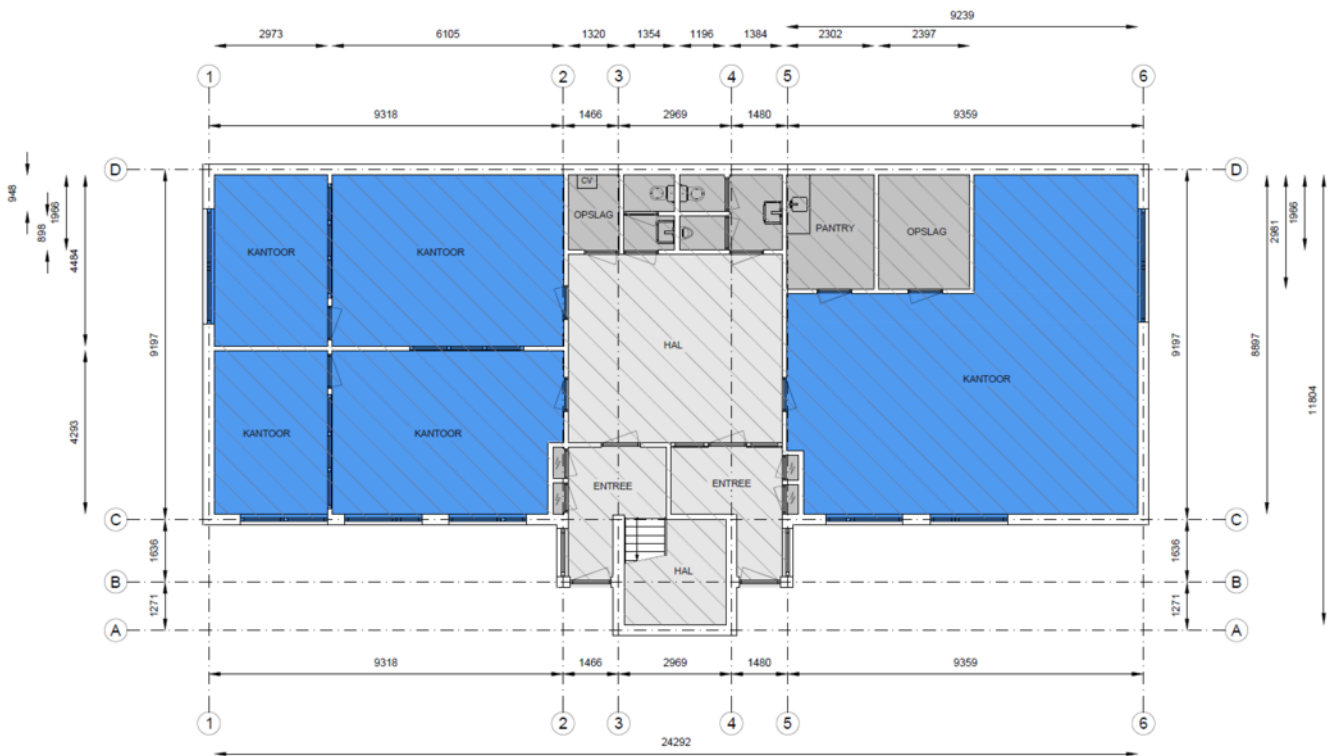 9239
2973 6105 1320 1354 1196 1384 2302 2397
1 2 3 4 5 6
9318 1466 2969 1480 9359
D D
CV
948
1966
898
4484
OPSLAG
PANTRY
OPSLAG
KANTOOR
KANTOOR
2981
1966
9197
HAL
9197
8897
11804
KANTOOR
4293
KANTOOR
KANTOOR
ENTREE
ENTREE
C C
1636
HAL
1636
B B
1271
1271
A A
9318 1466 2969 1480 9359
1 2 3 4 5 6
24292